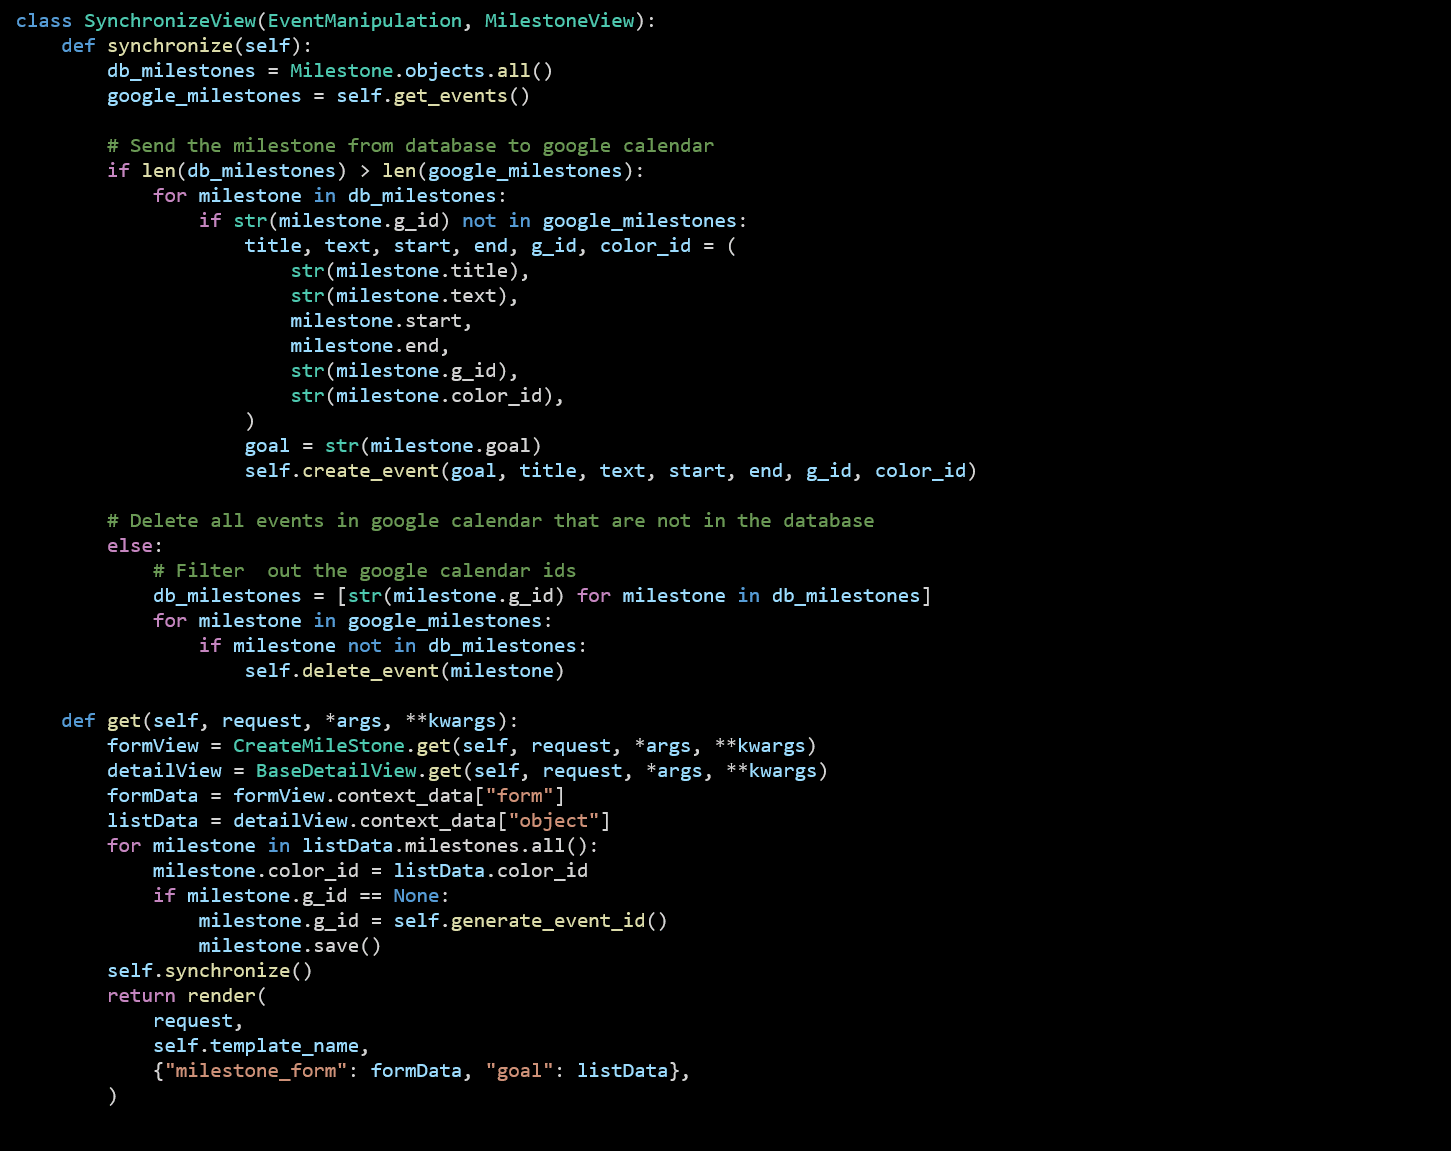 class SynchronizeView(EventManipulation, MilestoneView):
    def synchronize(self):
        db_milestones = Milestone.objects.all()
        google_milestones = self.get_events()

        # Send the milestone from database to google calendar
        if len(db_milestones) > len(google_milestones):
            for milestone in db_milestones:
                if str(milestone.g_id) not in google_milestones:
                    title, text, start, end, g_id, color_id = (
                        str(milestone.title),
                        str(milestone.text),
                        milestone.start,
                        milestone.end,
                        str(milestone.g_id),
                        str(milestone.color_id),
                    )
                    goal = str(milestone.goal)
                    self.create_event(goal, title, text, start, end, g_id, color_id)

        # Delete all events in google calendar that are not in the database
        else:
            # Filter  out the google calendar ids
            db_milestones = [str(milestone.g_id) for milestone in db_milestones]
            for milestone in google_milestones:
                if milestone not in db_milestones:
                    self.delete_event(milestone)

    def get(self, request, *args, **kwargs):
        formView = CreateMileStone.get(self, request, *args, **kwargs)
        detailView = BaseDetailView.get(self, request, *args, **kwargs)
        formData = formView.context_data["form"]
        listData = detailView.context_data["object"]
        for milestone in listData.milestones.all():
            milestone.color_id = listData.color_id
            if milestone.g_id == None:
                milestone.g_id = self.generate_event_id()
                milestone.save()
        self.synchronize()
        return render(
            request,
            self.template_name,
            {"milestone_form": formData, "goal": listData},
        )